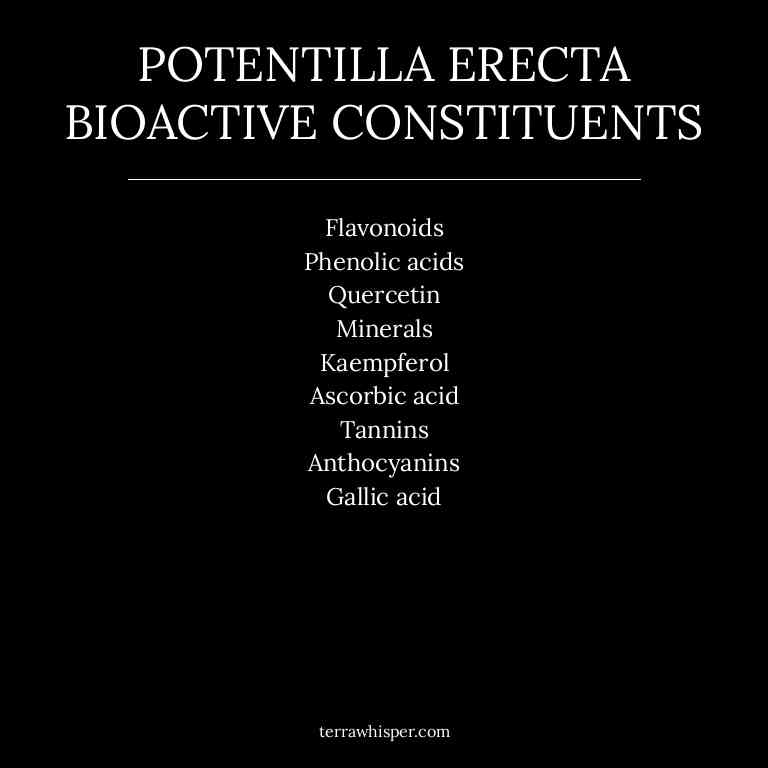 POTENTILLA ERECTA
BIOACTIVE CONSTITUENTS
Flavonoids
Phenolic acids
Quercetin
Minerals
Kaempferol
Ascorbic acid
Tannins
Anthocyanins
Gallic acid
terrawhisper.com